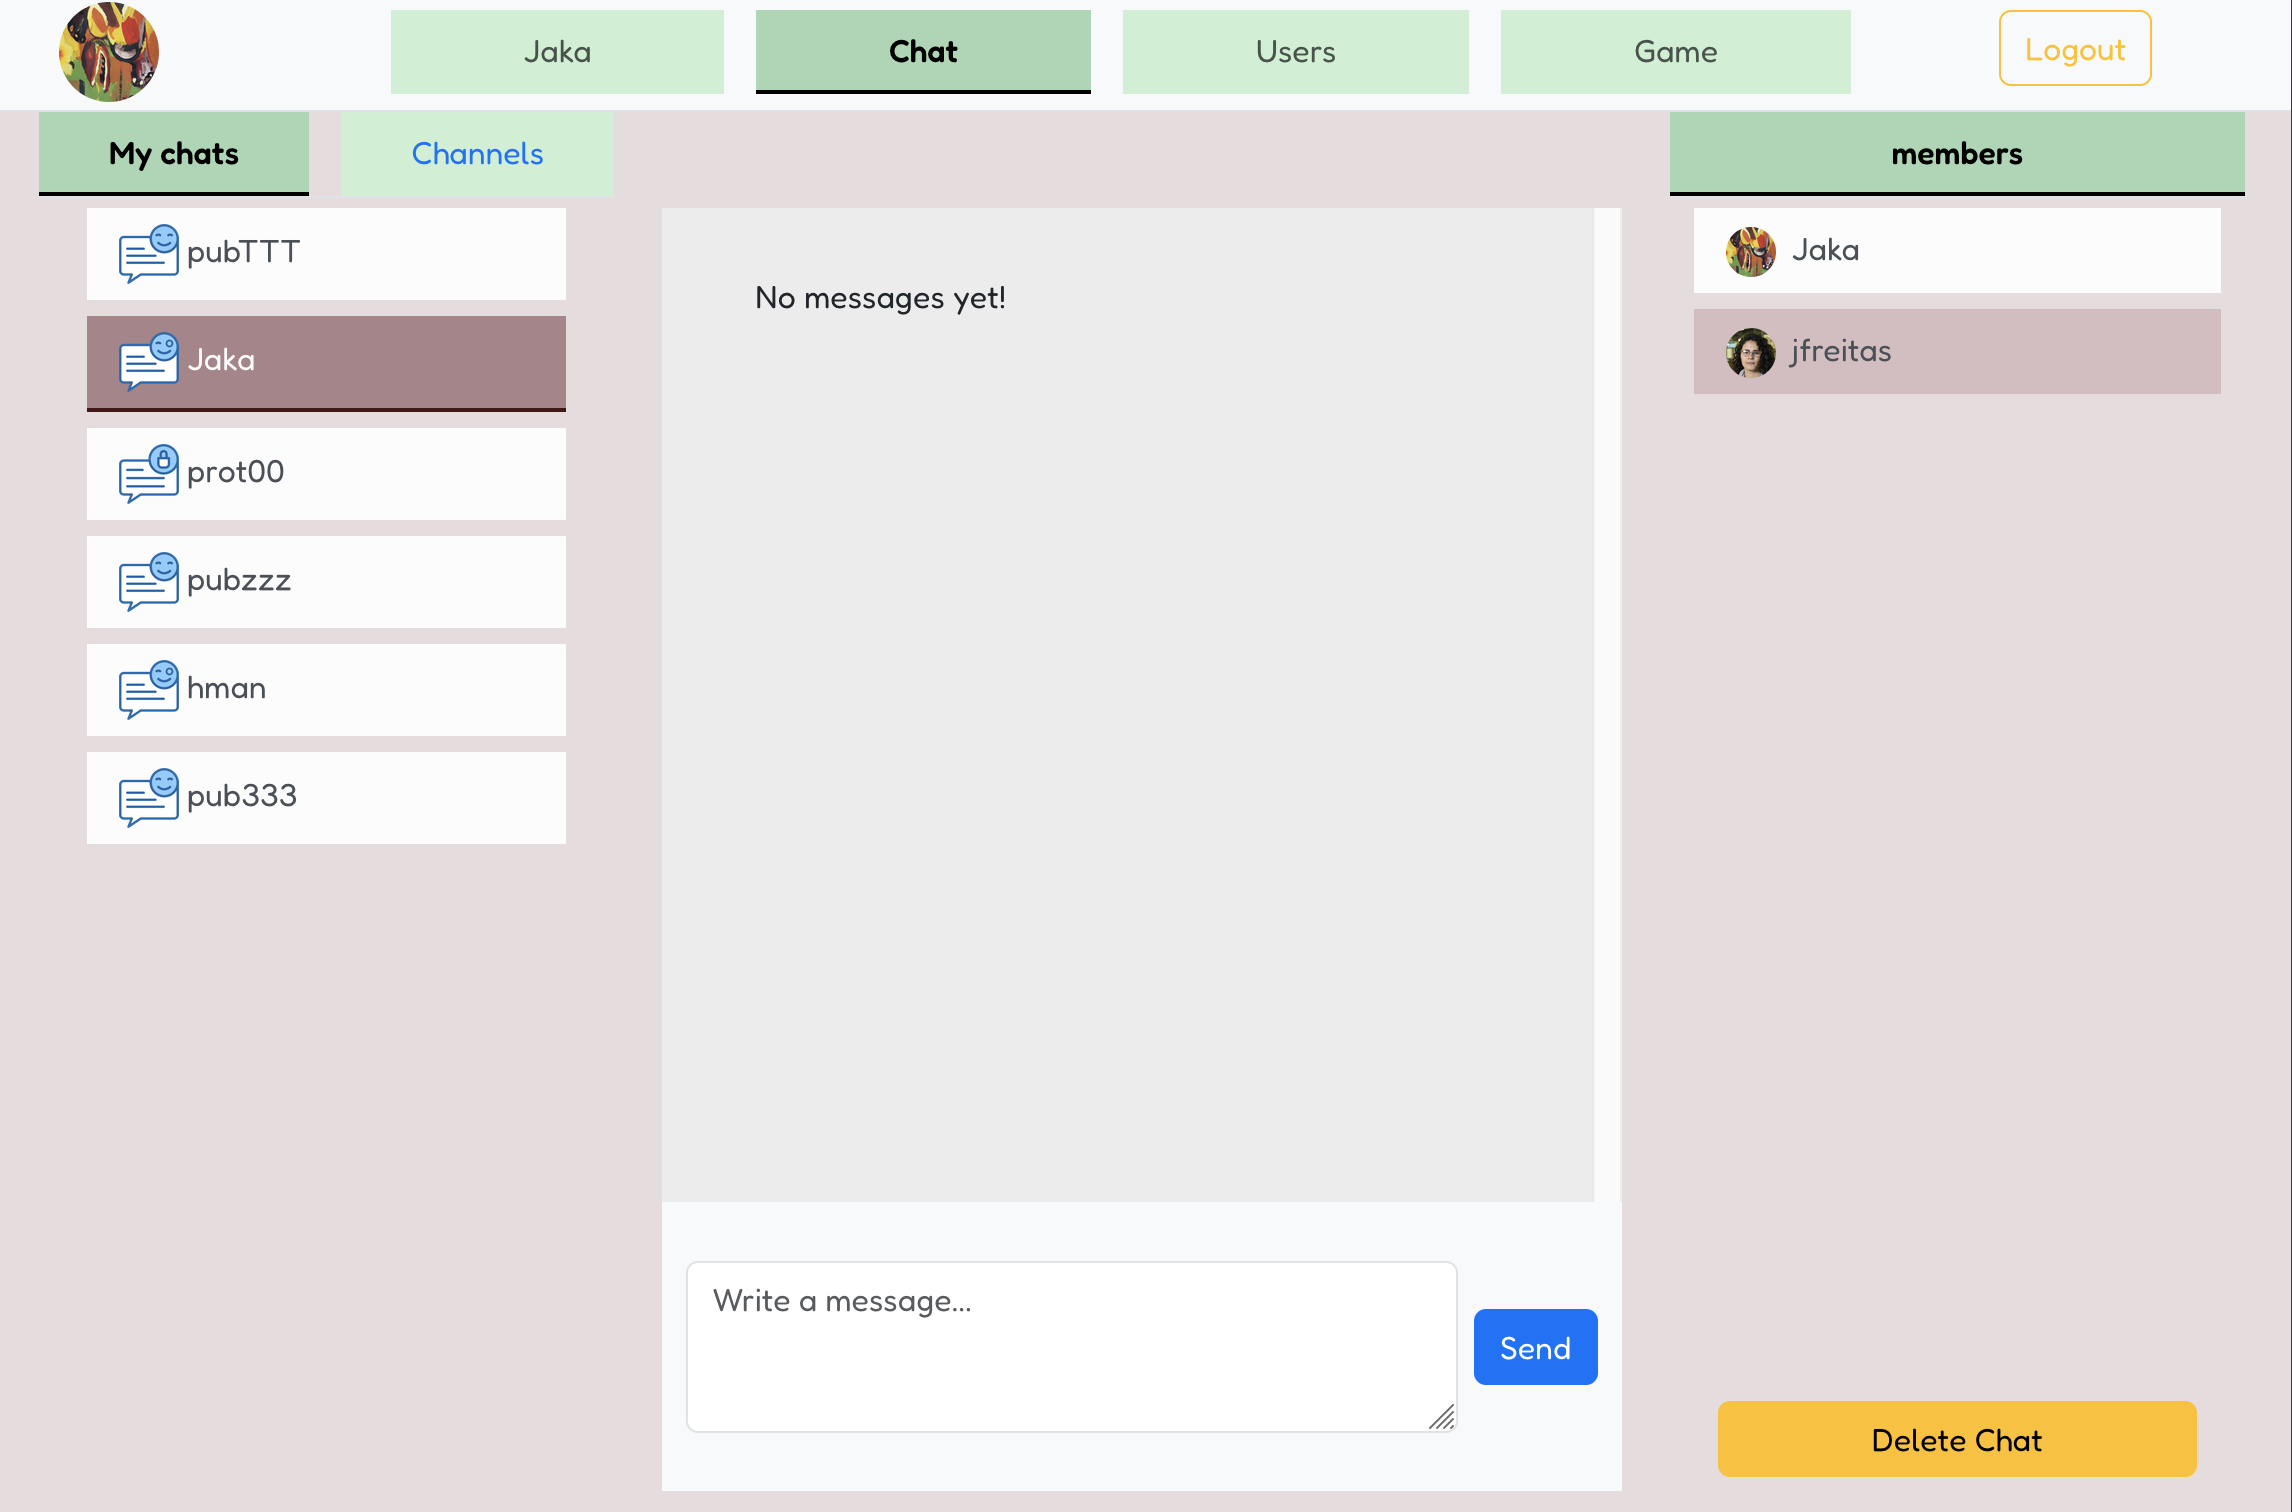 Jaka
Chat
Users
Game
Logout
My chats
Channels
members
pubTTT
Jaka
prot00
pubzzz
hman
pub333
No messages yet!
Write a message...
Send
Jaka
jfreitas
Delete Chat